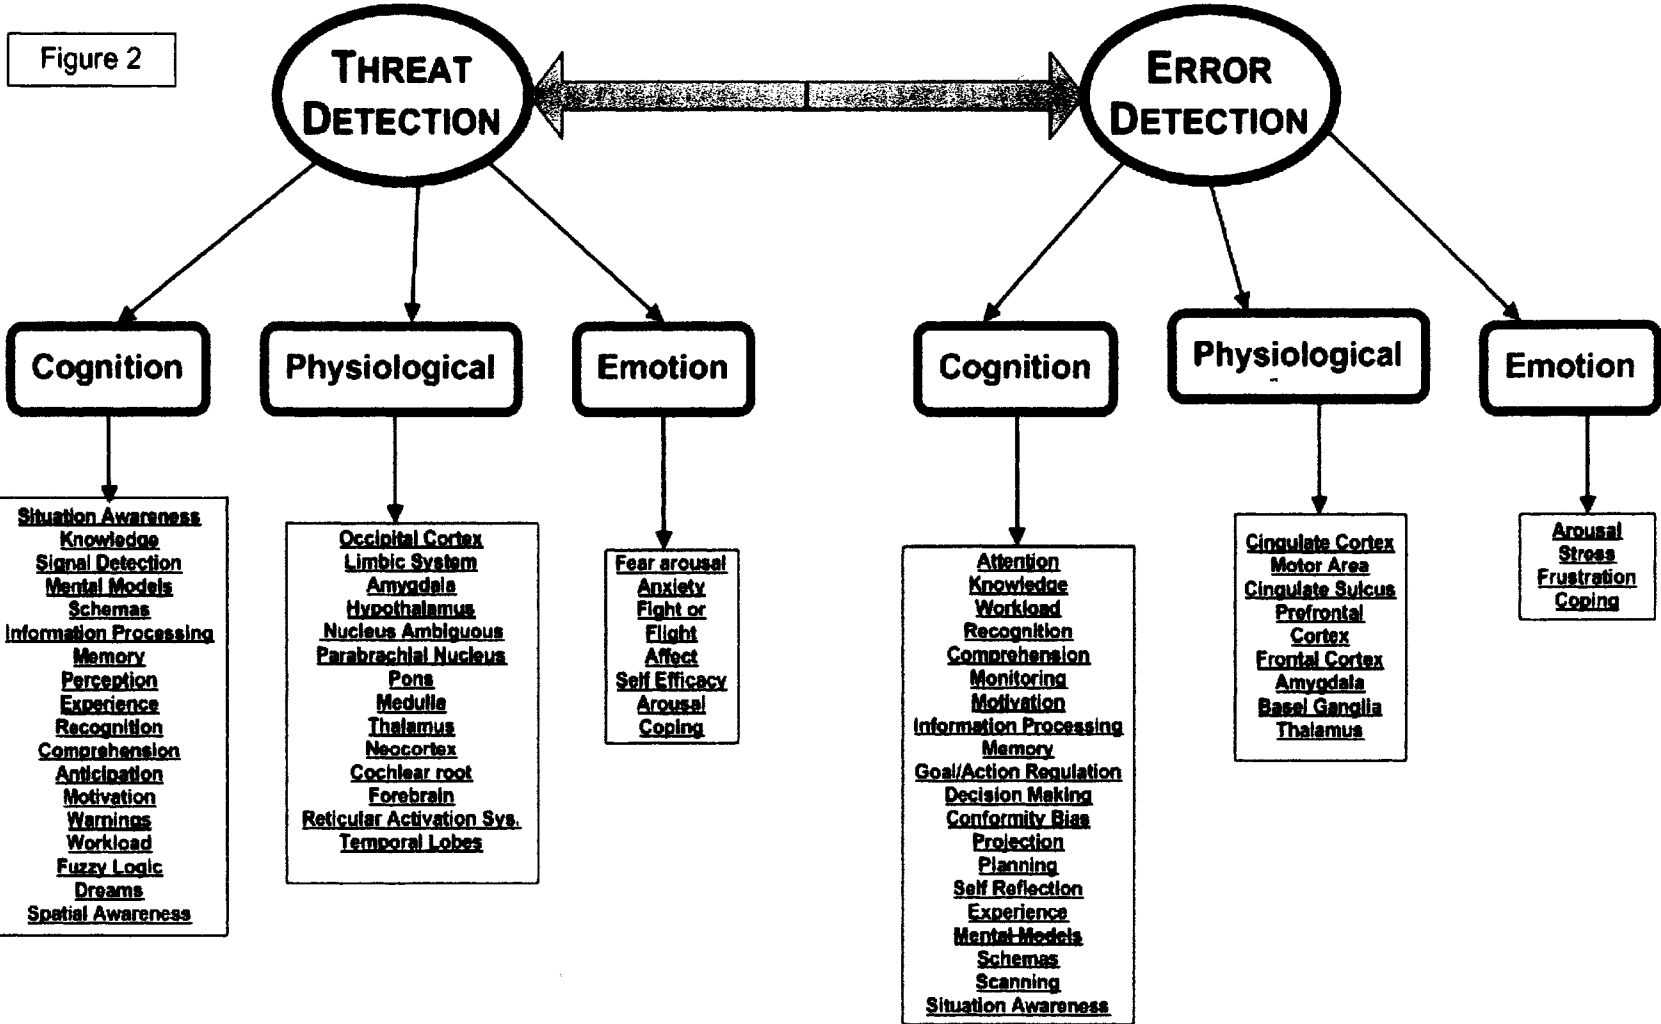 Figure 2
THREAT
DETECTION
ERROR
DETECTION
Cognition
Physiological
Emotion
Cognition
Physiological
Emotion
Situation Awareness
Knowledge
Signal Detection
Mental Models
Schemas
Information Processing
Memory
Perception
Experience
Recognition
Comprehension
Anticipation
Motivation
Warnings
Workload
Fuzzy Logic
Dreams
Spatial Awareness
Occipital Cortex
Limbic System
Amygdala
Hypothalamus
Nucleus Ambiguous
Parabrachial Nucleus
Pons
Medulla
Thalamus
Neocortex
Cochlear root
Forebrain
Reticular Activation Sys.
Temporal Lobes
Fear arousal
Anxiety
Fight or
Flight
Affect
Self Efficacy
Arousal
Coping
Attention
Knowledge
Workload
Recognition
Comprehension
Monitoring
Motivation
Information Processing
Memory
Goal/Action Regulation
Decision Making
Conformity Bias
Projection
Planning
Self Reflection
Experience
Mental Models
Schemas
Scanning
Situation Awareness
Cingulate Cortex
Motor Area
Cingulate Sulcus
Prefrontal
Cortex
Frontal Cortex
Amygdala
Basel Ganglia
Thalamus
Arousal
Stress
Frustration
Coping